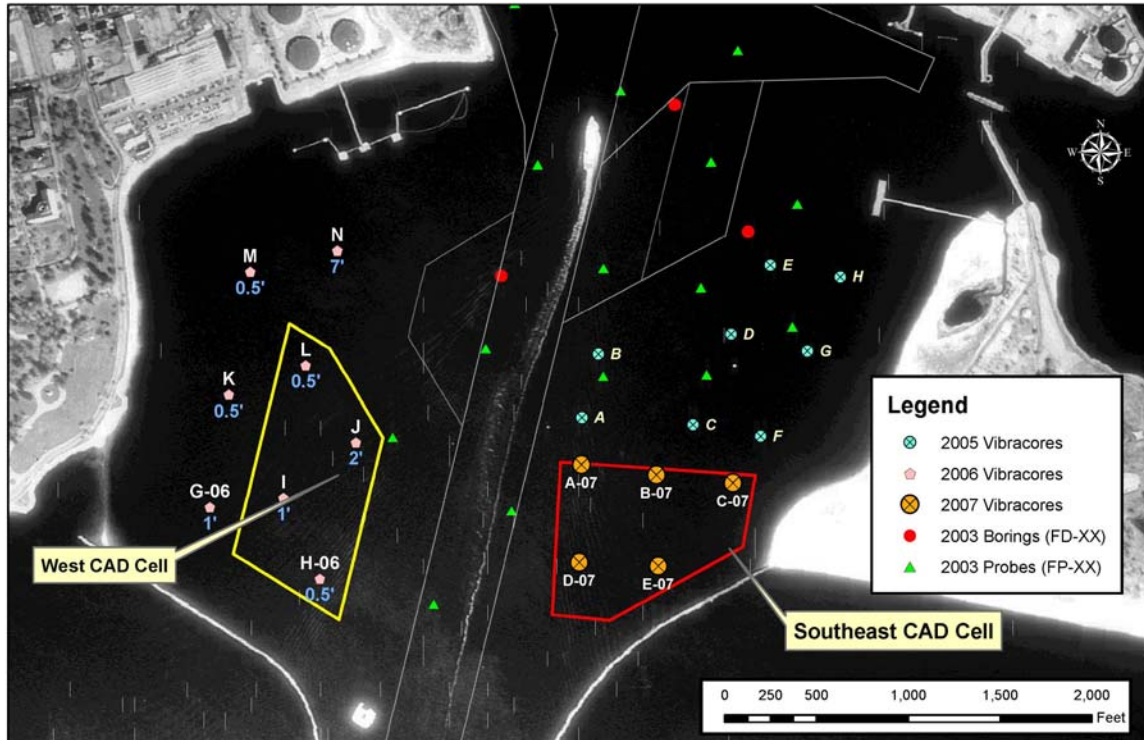 N
W E
S
N
7'
M
0.5'
E
H
L
0.5'
D
B
G
K
0.5'
A
C
F
J
2'
A-07
B-07
C-07
I
1'
G-06
1'
West CAD Cell
H-06
0.5'
D-07
E-07
Southeast CAD Cell
Legend
2005 Vibracores
2006 Vibracores
2007 Vibracores
2003 Borings (FD-XX)
2003 Probes (FP-XX)
0 250 500 1,000 1,500 2,000
Feet